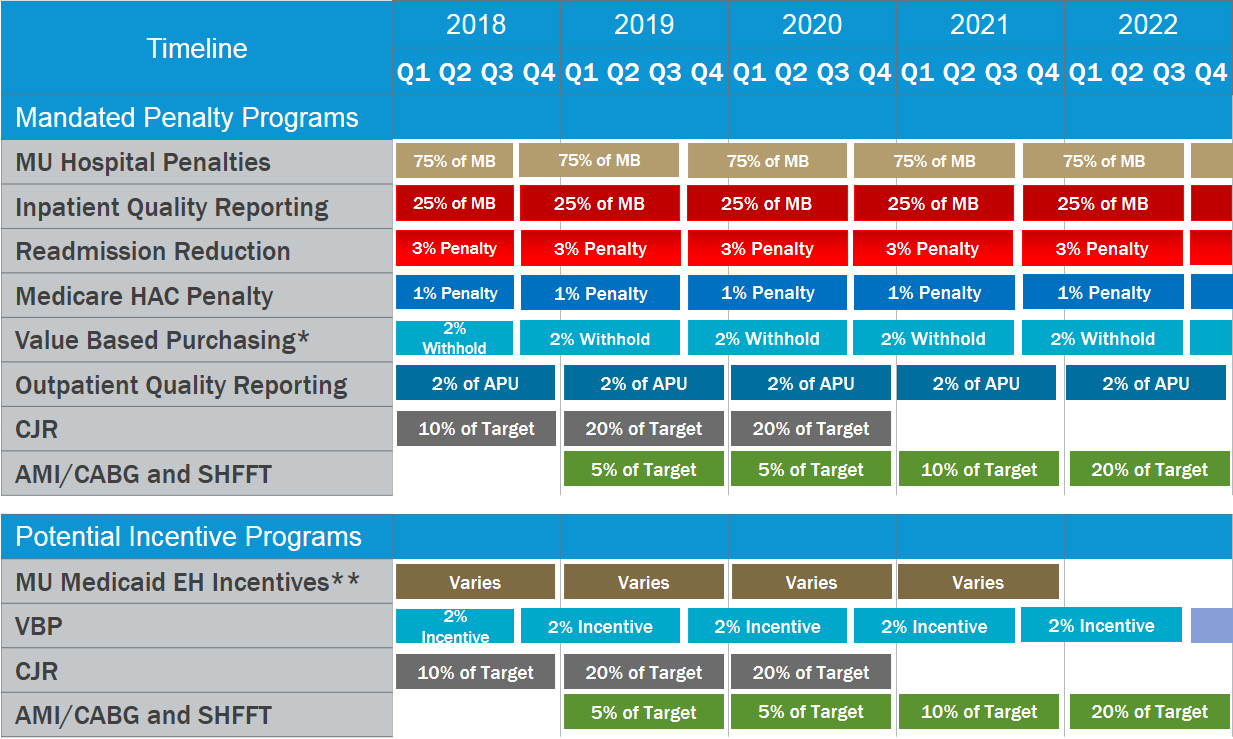 Timeline
2018 2019 2020 2021 2022
Q1 Q2 Q3 Q4 Q1 Q2 Q3 Q4 Q1 Q2 Q3 Q4 Q1 Q2 Q3 Q4 Q1 Q2 Q3 Q4
Mandated Penalty Programs
MU Hospital Penalties 75% of MB 75% of MB 75% of MB 75% of MB 75% of MB
Inpatient Quality Reporting 25% of MB 25% of MB 25% of MB 25% of MB 25% of MB
Readmission Reduction 3% Penalty 3% Penalty 3% Penalty 3% Penalty 3% Penalty
Medicare HAC Penalty 1% Penalty 1% Penalty 1% Penalty 1% Penalty 1% Penalty
Value Based Purchasing* 2% Withhold 2% Withhold 2% Withhold 2% Withhold 2% Withhold
Outpatient Quality Reporting 2% of APU 2% of APU 2% of APU 2% of APU 2% of APU
CJR 10% of Target 20% of Target 20% of Target
AMI/CABG and SHFFT 5% of Target 5% of Target 10% of Target 20% of Target
Potential Incentive Programs
MU Medicaid EH Incentives** Varies Varies Varies Varies
VBP 2% Incentive 2% Incentive 2% Incentive 2% Incentive 2% Incentive
CJR 10% of Target 20% of Target 20% of Target
AMI/CABG and SHFFT 5% of Target 5% of Target 10% of Target 20% of Target